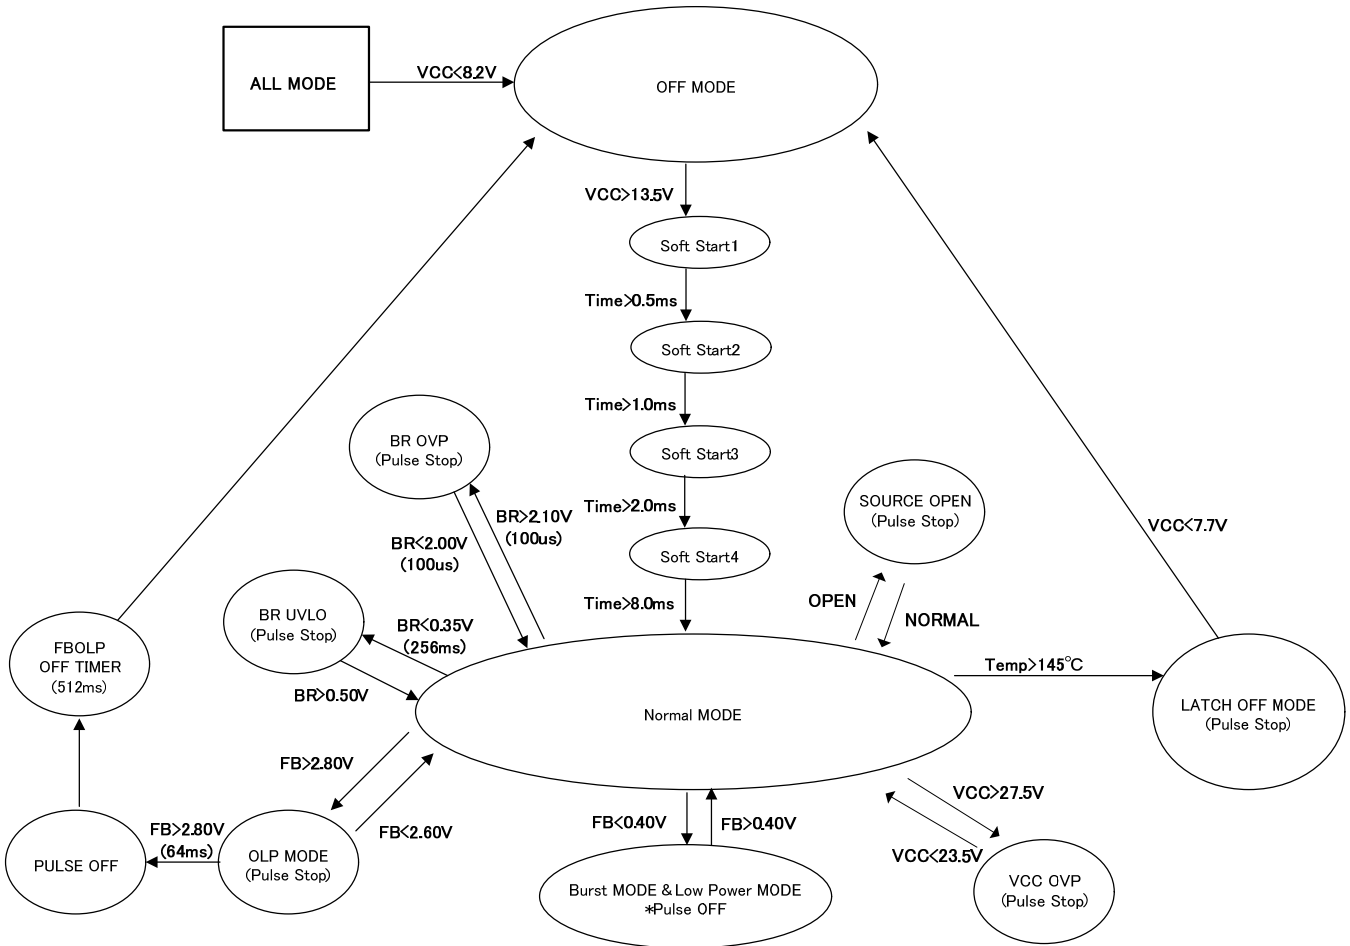 ALL MODE
VCC<8.2V
OFF MODE
VCC>13.5V
Soft Start1
Time>0.5ms
Soft Start2
Time>1.0ms
Soft Start3
Time>2.0ms
Soft Start4
Time>8.0ms
BR OVP
(Pulse Stop)
BR>2.10V
(100us)
BR<2.00V
(100us)
SOURCE OPEN
(Pulse Stop)
OPEN
NORMAL
VCC<7.7V
BR UVLO
(Pulse Stop)
BR<0.35V
(256ms)
BR>0.50V
FBOLP
OFF TIMER
(512ms)
Normal MODE
Temp>145°C
LATCH OFF MODE
(Pulse Stop)
FB>2.80V
FB<2.60V
FB>2.80V
(64ms)
PULSE OFF
OLP MODE
(Pulse Stop)
FB<0.40V
FB>0.40V
Burst MODE & Low Power MODE
*Pulse OFF
VCC>27.5V
VCC<23.5V
VCC OVP
(Pulse Stop)